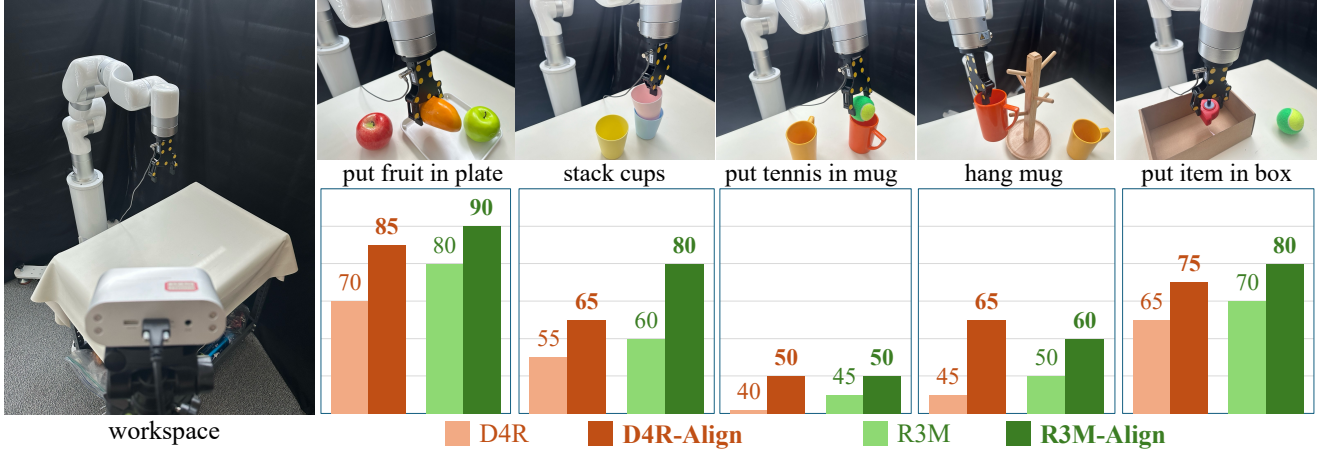 put fruit in plate
stack cups
put tennis in mug
hang mug
put item in box
70
85
80
90
55
65
60
80
40
50
45
50
45
65
50
60
65
75
70
80
workspace
D4R
D4R-Align
R3M
R3M-Align